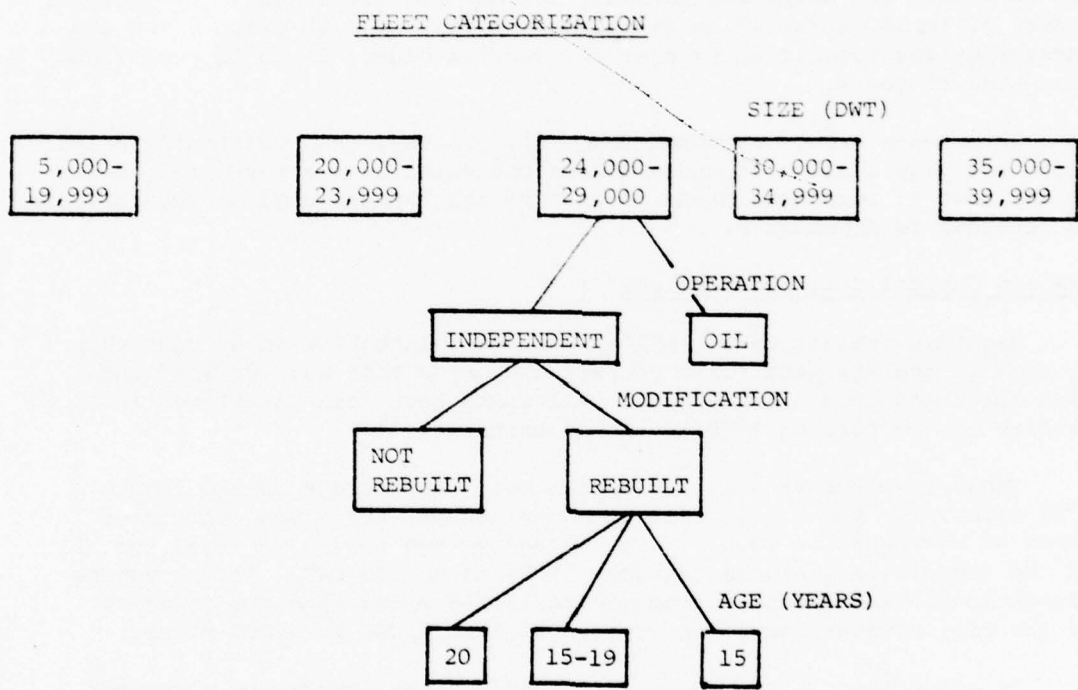 FLEET CATEGORIZATION
SIZE (DWT)
5,000-
19,999
20,000-
23,999
24,000-
29,000
30,000-
34,999
35,000-
39,999
OPERATION
INDEPENDENT
OIL
MODIFICATION
NOT
REBUILT
REBUILT
AGE (YEARS)
20
15-19
15